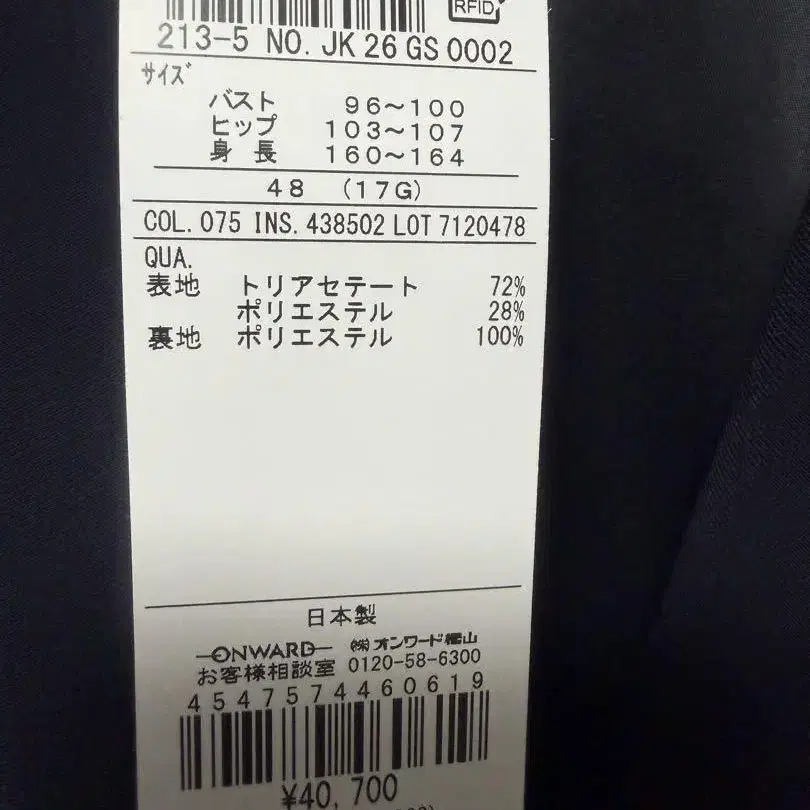 RFID
213-5 NO. JK 26 GS 0002
サイズ
バスト 96～100
ヒップ 103～107
身長 160～164
48 (17G)
COL. 075 INS. 438502 LOT 7120478
QUA.
表地 トリアセテート 72%
ポリエステル 28%
裏地 ポリエステル 100%
日本製
ONWARD ㈱オンワード樫山
お客様相談室 0120-58-6300
4547574460619
¥40,700